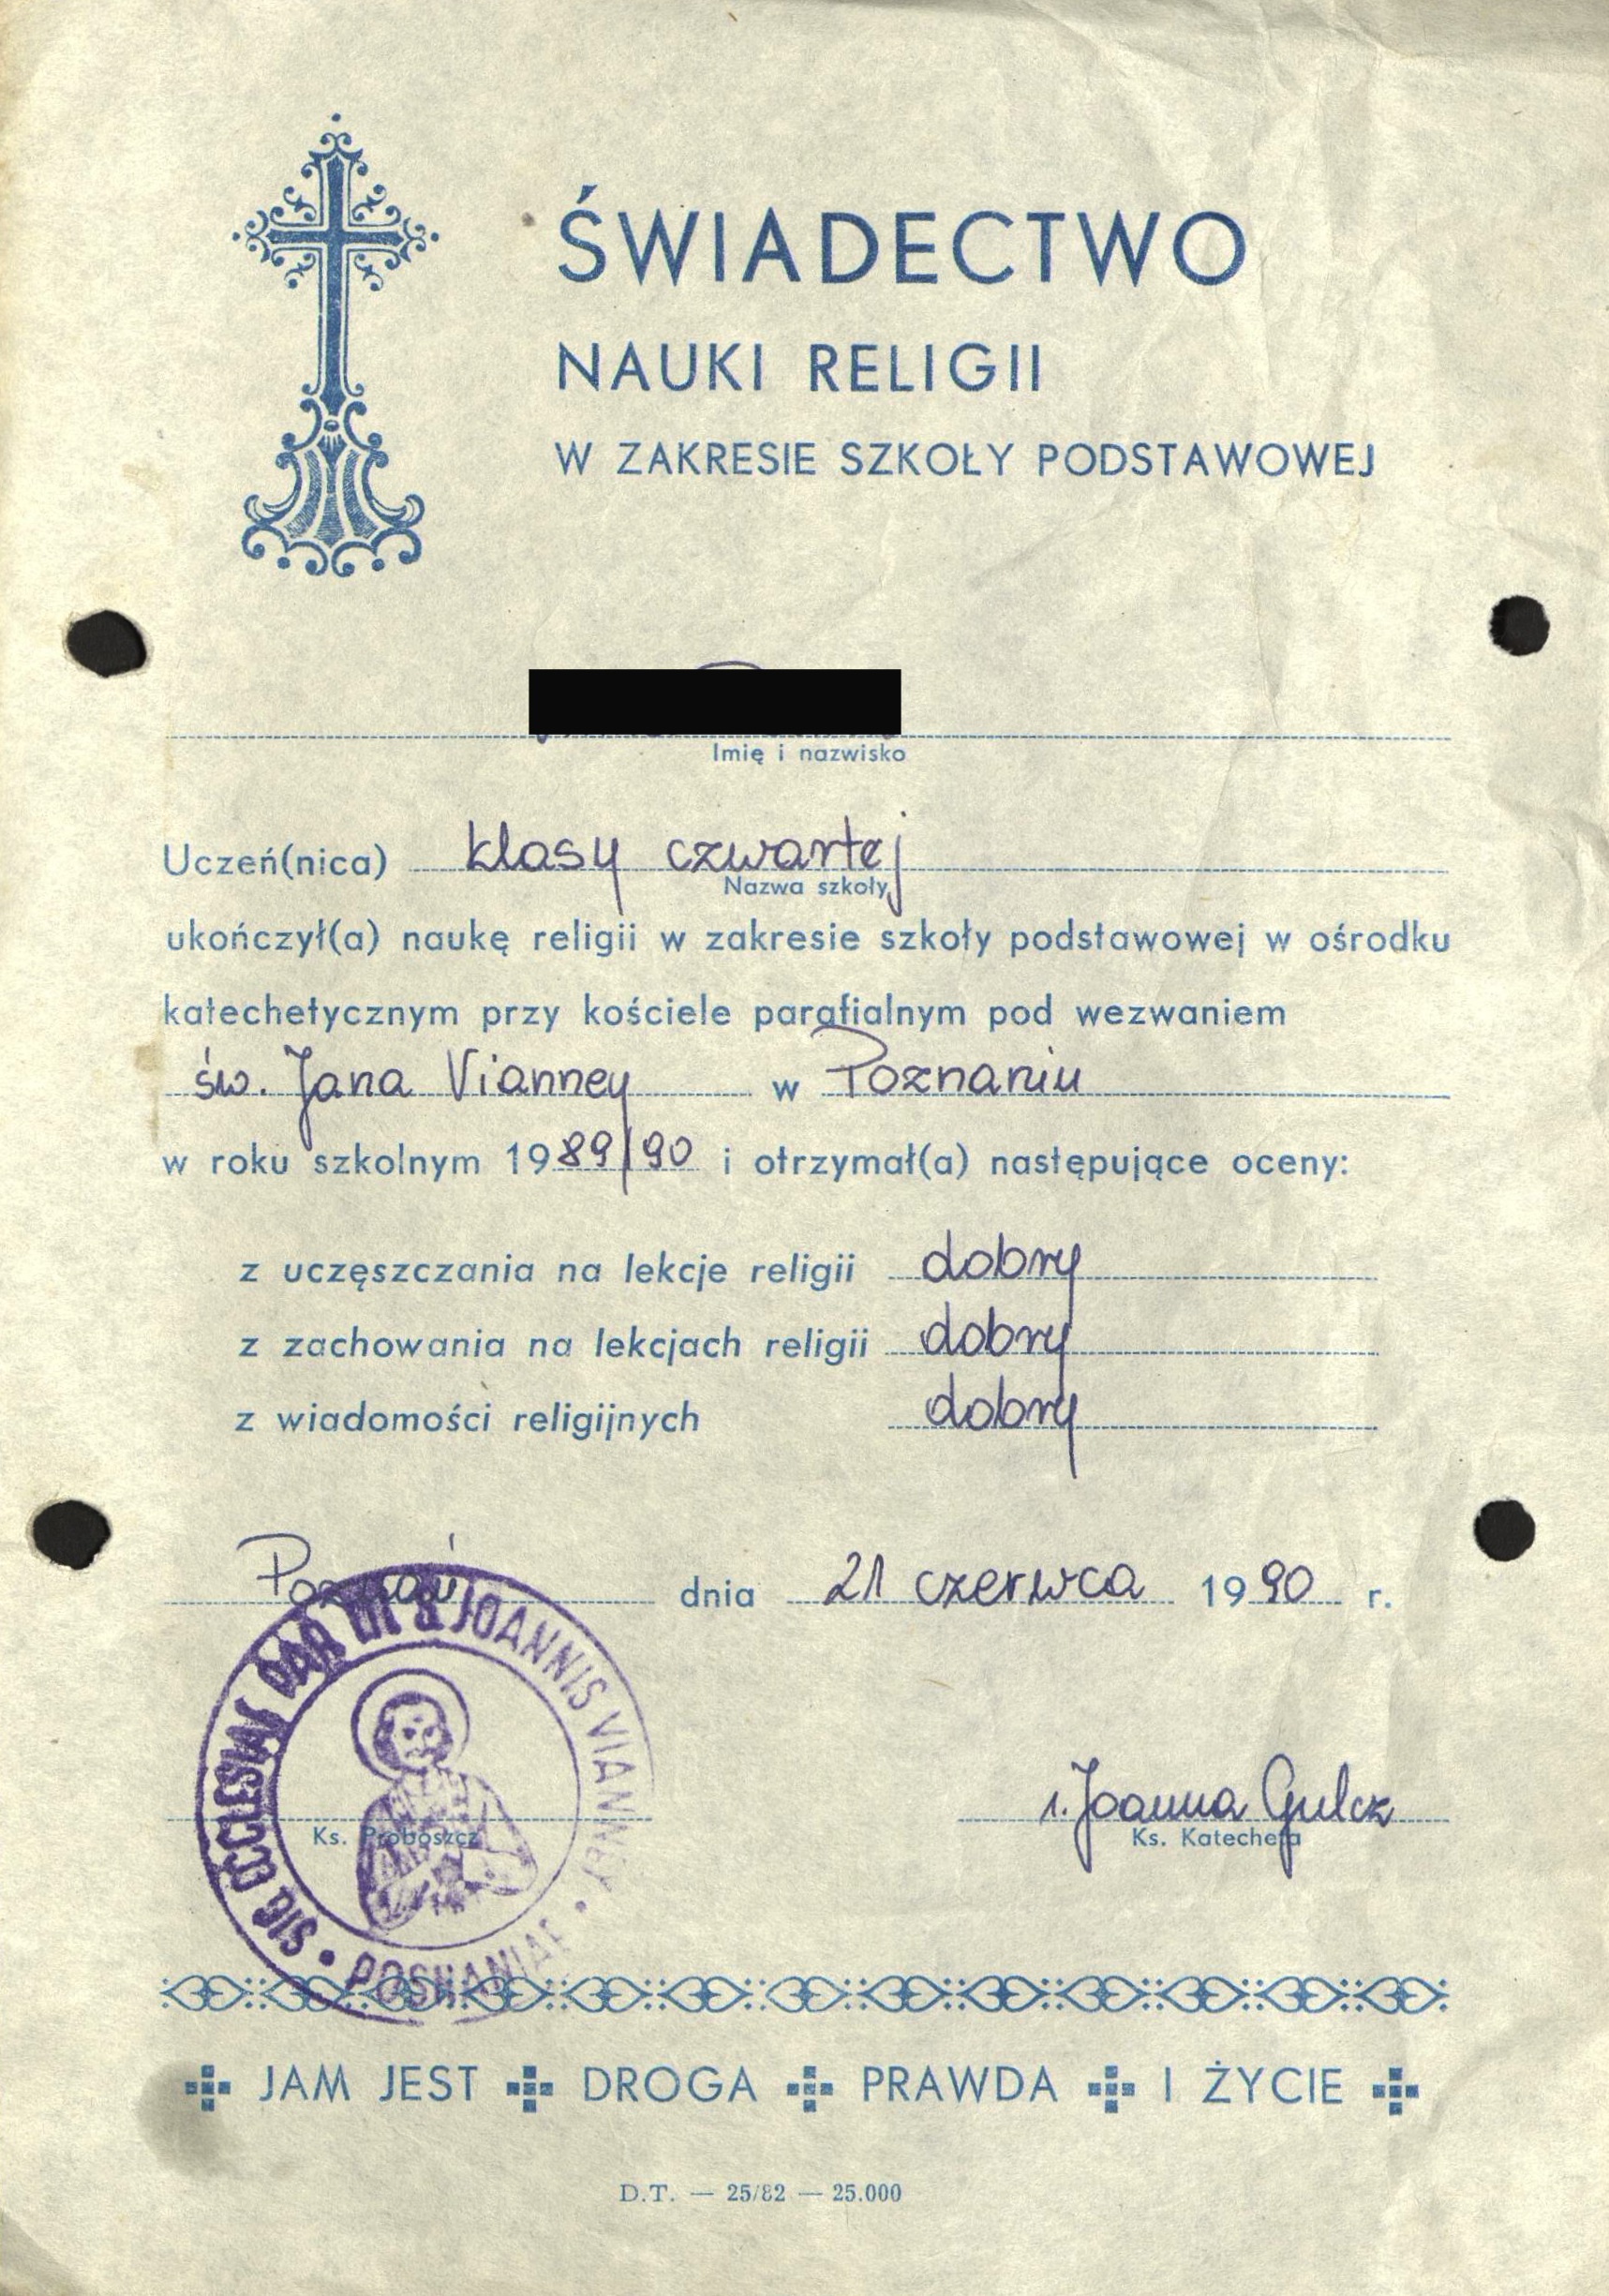 ŚWIADECTWO
NAUKI RELIGII
W ZAKRESIE SZKOŁY PODSTAWOWEJ
Imię i nazwisko
Uczeń(nica) klasy czwartej
Nazwa szkoły
ukończył(a) naukę religii w zakresie szkoły podstawowej w ośrodku
katechetycznym przy kościele parafialnym pod wezwaniem
św. Jana Vianney w Poznaniu
w roku szkolnym 1989/90 i otrzymał(a) następujące oceny:
z uczęszczania na lekcje religii dobry
z zachowania na lekcjach religii dobry
z wiadomości religijnych dobry
Poznań dnia 21 czerwca 1990 r.
SIG ECCLESIAE PAR S JOANNIS VIANNEY • POSNANIAE •
Ks. Proboszcz
s. Joanna Gulcz
Ks. Katecheta
JAM JEST DROGA PRAWDA I ŻYCIE
D.T. — 25/82 — 25.000